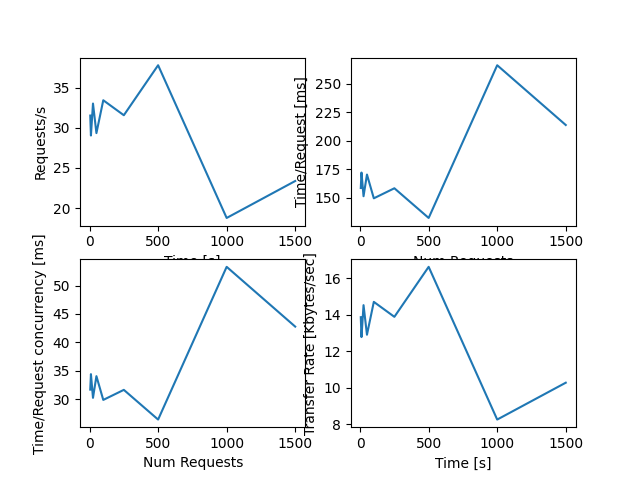 Requests/s
35
30
25
20
0 500 1000 1500
Time [s]
Time/Request [ms]
250
225
200
175
150
0 500 1000 1500
Num Requests
Time/Request concurrency [ms]
50
45
40
35
30
0 500 1000 1500
Num Requests
Transfer Rate [Kbytes/sec]
16
14
12
10
8
0 500 1000 1500
Time [s]